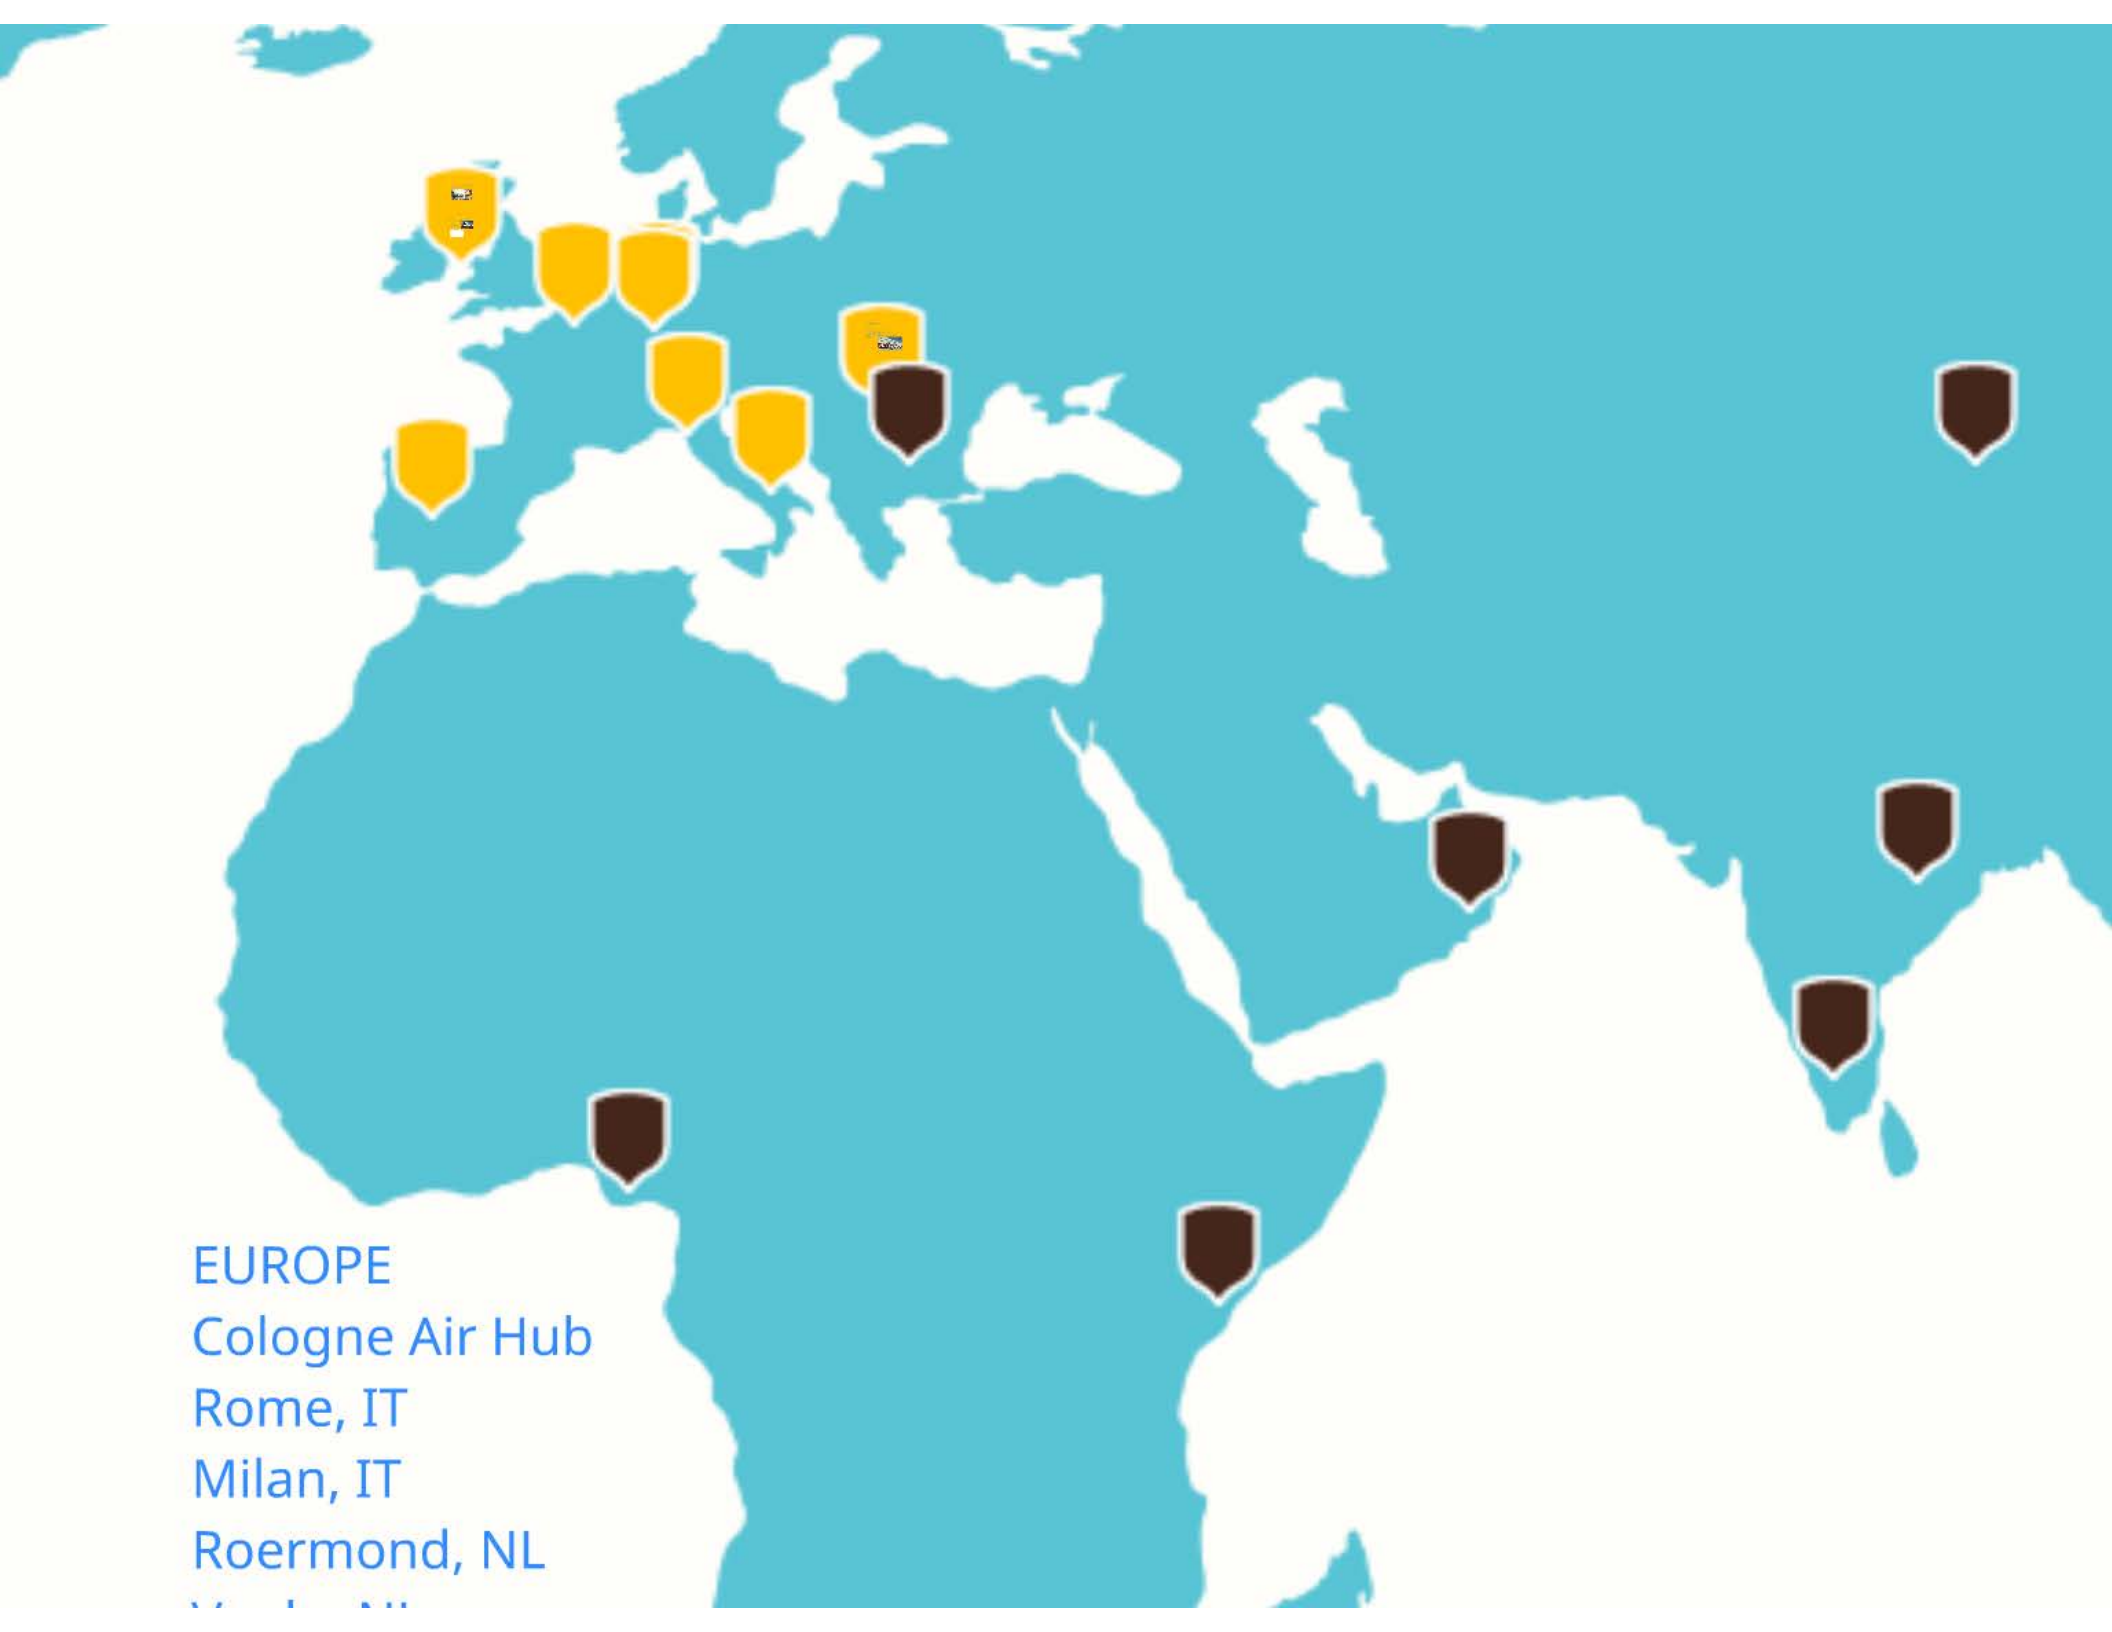 EUROPE
Cologne Air Hub
Rome, IT
Milan, IT
Roermond, NL